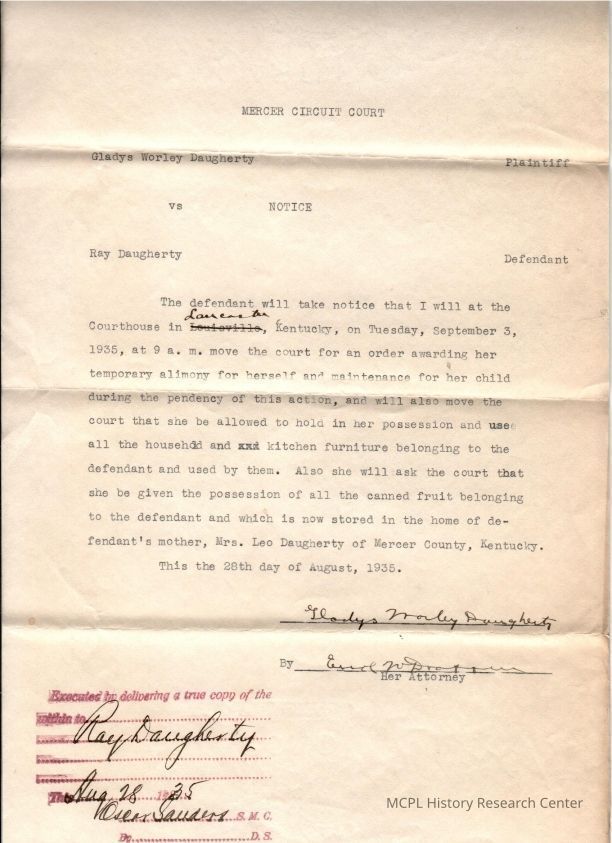 MERCER CIRCUIT COURT
Gladys Worley Daugherty Plaintiff
vs NOTICE
Ray Daugherty Defendant
The defendant will take notice that I will at the
Lancaster
Courthouse in Louisville, Kentucky, on Tuesday, September 3,
1935, at 9 a. m. move the court for an order awarding her
temporary alimony for herself and maintenance for her child
during the pendency of this action, and will also move the
court that she be allowed to hold in her possession and use
all the household and xxx kitchen furniture belonging to the
defendant and used by them. Also she will ask the court that
she be given the possession of all the canned fruit belonging
to the defendant and which is now stored in the home of de-
fendant's mother, Mrs. Leo Daugherty of Mercer County, Kentucky.
This the 28th day of August, 1935.
Gladys Worley Daugherty
By
Her Attorney
Executed by delivering a true copy of the
within to
Ray Daugherty
This Aug 28 1935
Oscar Sanders S. M. C.
By D. S.
MCPL History Research Center